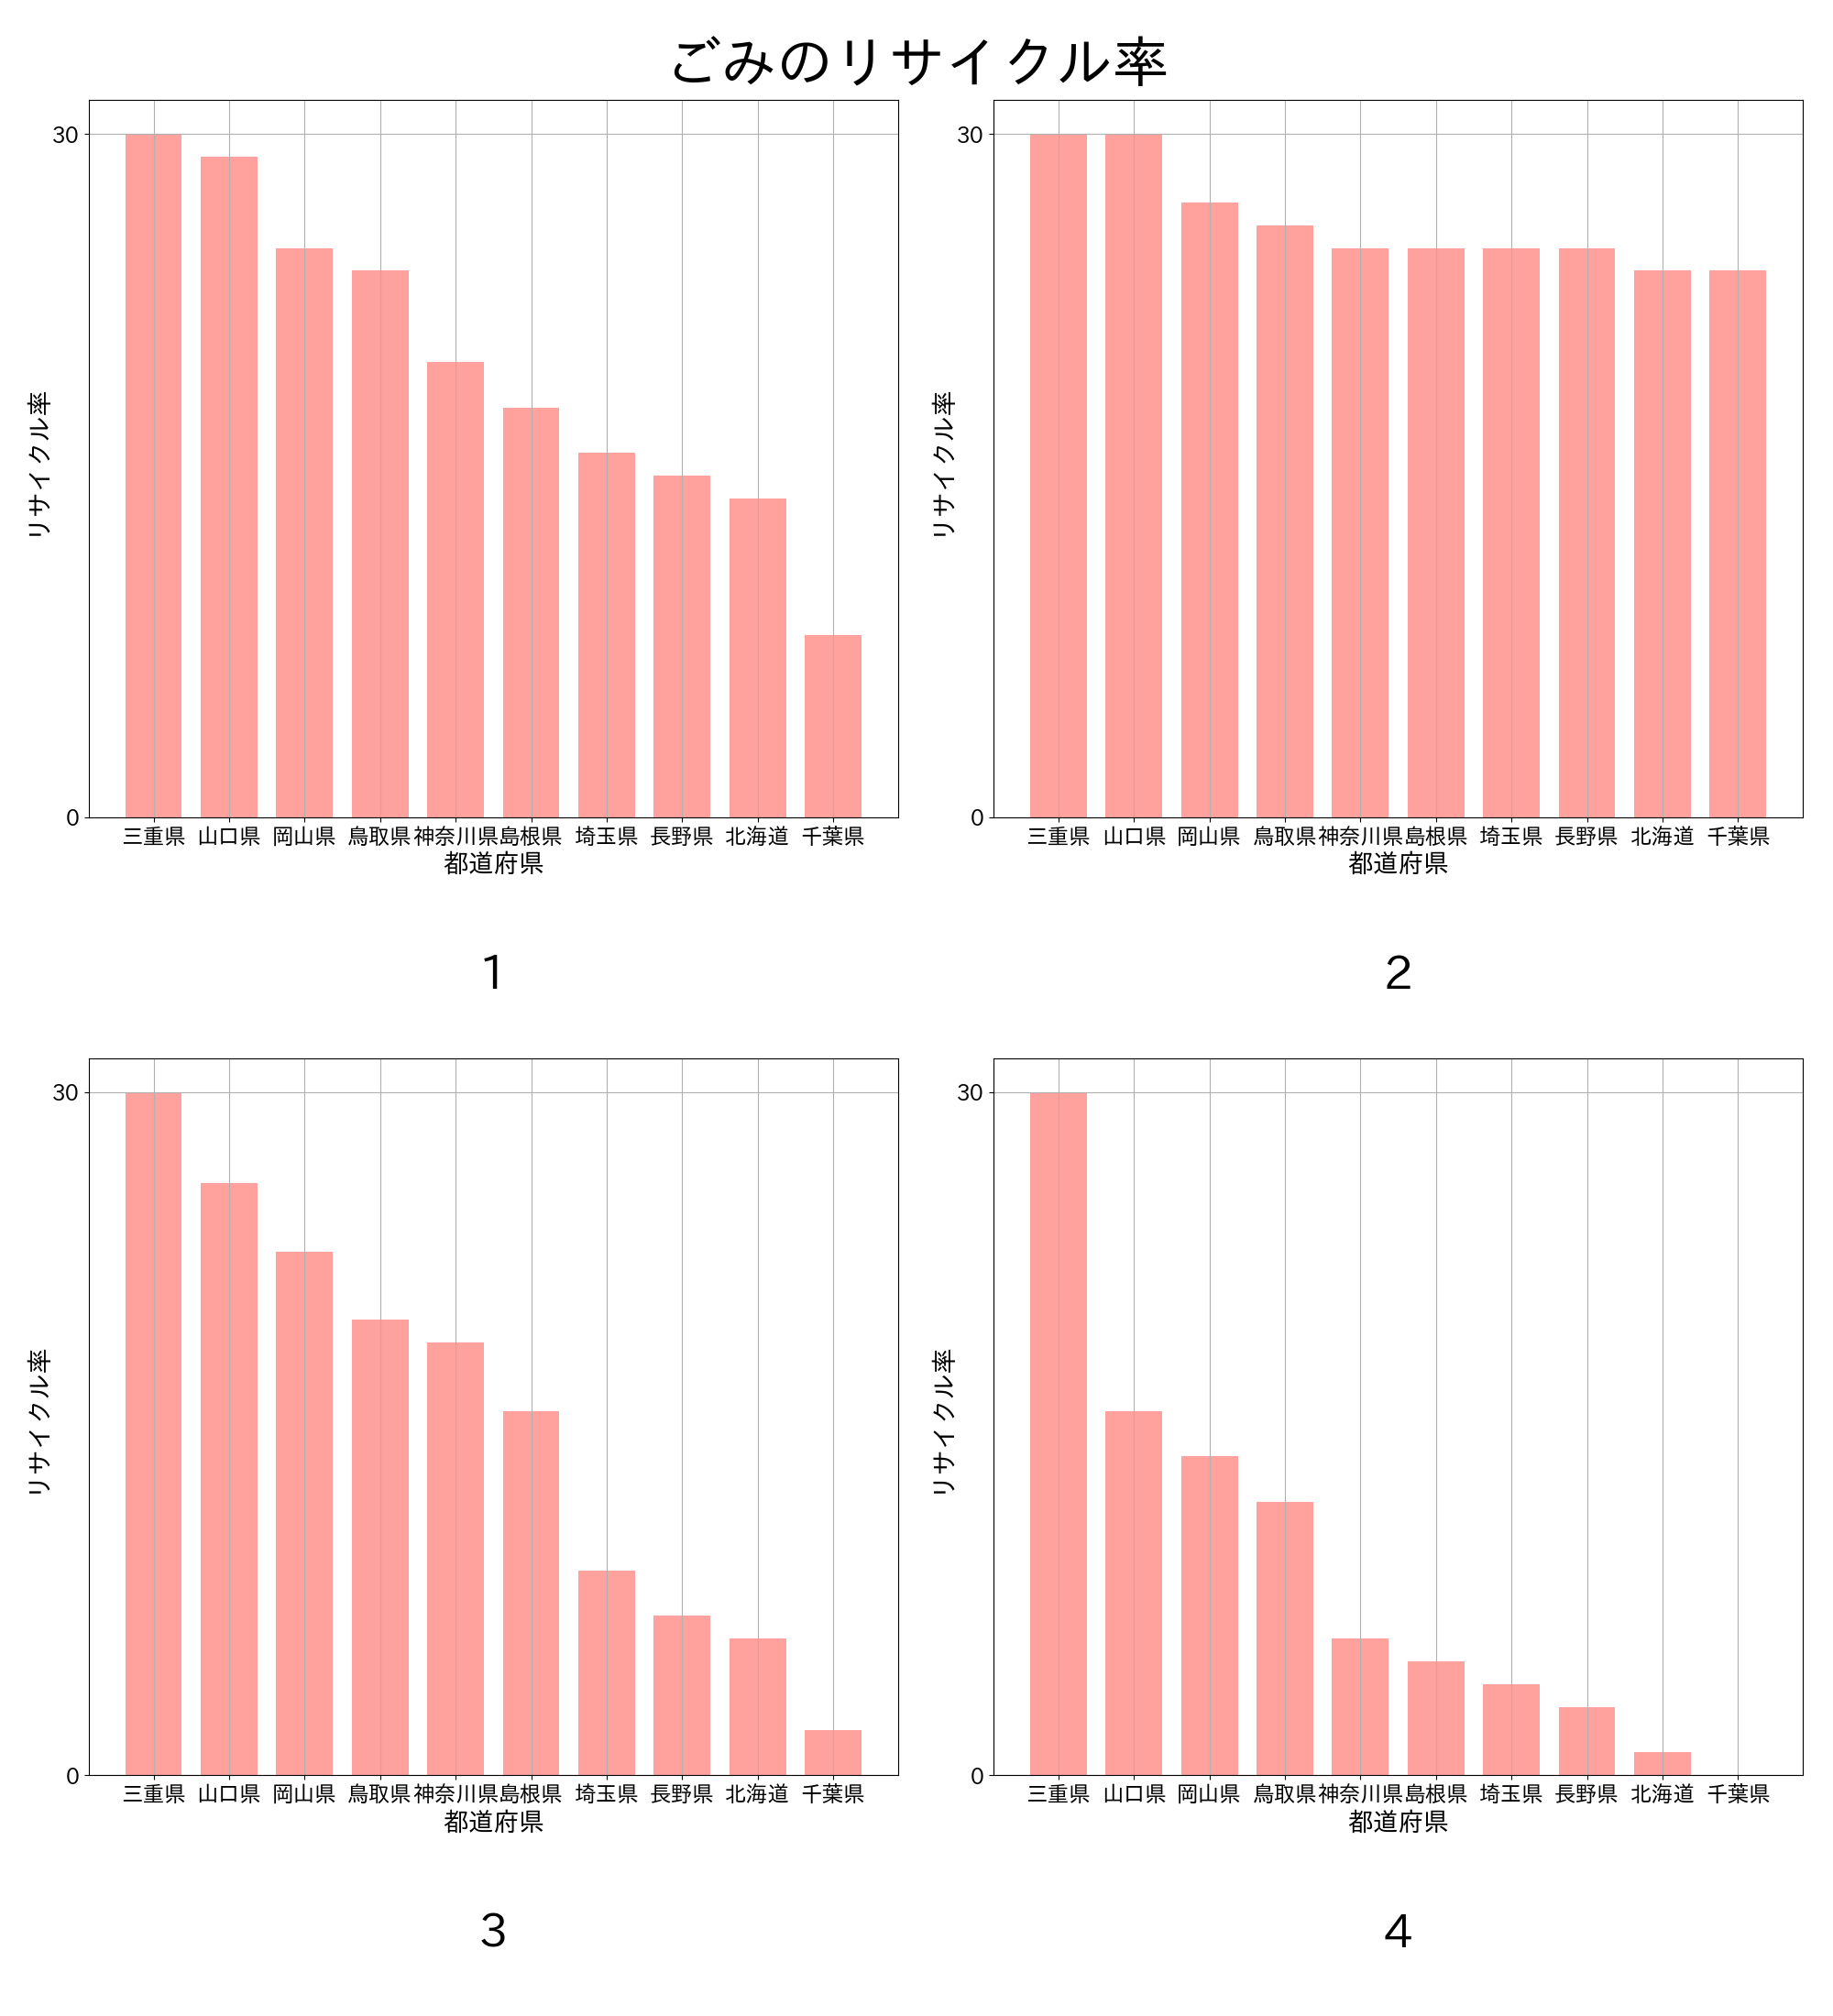 ごみのリサイクル率
30
0
リサイクル率
三重県 山口県 岡山県 鳥取県 神奈川県 島根県 埼玉県 長野県 北海道 千葉県
都道府県
1
30
0
リサイクル率
三重県 山口県 岡山県 鳥取県 神奈川県 島根県 埼玉県 長野県 北海道 千葉県
都道府県
2
30
0
リサイクル率
三重県 山口県 岡山県 鳥取県 神奈川県 島根県 埼玉県 長野県 北海道 千葉県
都道府県
3
30
0
リサイクル率
三重県 山口県 岡山県 鳥取県 神奈川県 島根県 埼玉県 長野県 北海道 千葉県
都道府県
4